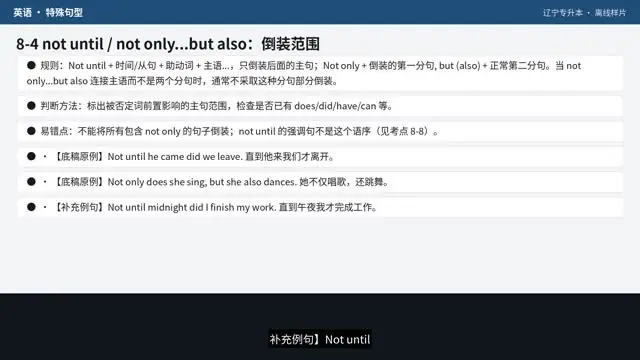 英语 · 特殊句型
辽宁专升本 · 离线样片
8-4 not until / not only...but also：倒装范围
● 规则：Not until + 时间/从句 + 助动词 + 主语...，只倒装后面的主句；Not only + 倒装的第一分句, but (also) + 正常第二分句。当 not
only...but also 连接主语而不是两个分句时，通常不采取这种分句部分倒装。
● 判断方法：标出被否定词前置影响的主句范围，检查是否已有 does/did/have/can 等。
● 易错点：不能将所有包含 not only 的句子倒装；not until 的强调句不是这个语序（见考点 8-8）。
● · 【底稿原例】Not until he came did we leave. 直到他来我们才离开。
● · 【底稿原例】Not only does she sing, but she also dances. 她不仅唱歌，还跳舞。
● · 【补充例句】Not until midnight did I finish my work. 直到午夜我才完成工作。
补充例句】Not until